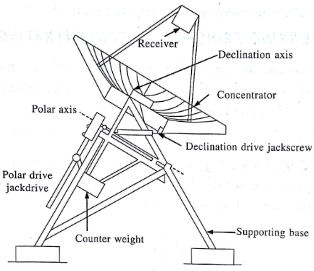 Receiver
Declination axis
Concentrator
Polar axis
Declination drive jackscrew
Polar drive
jackdrive
Counter weight
Supporting base